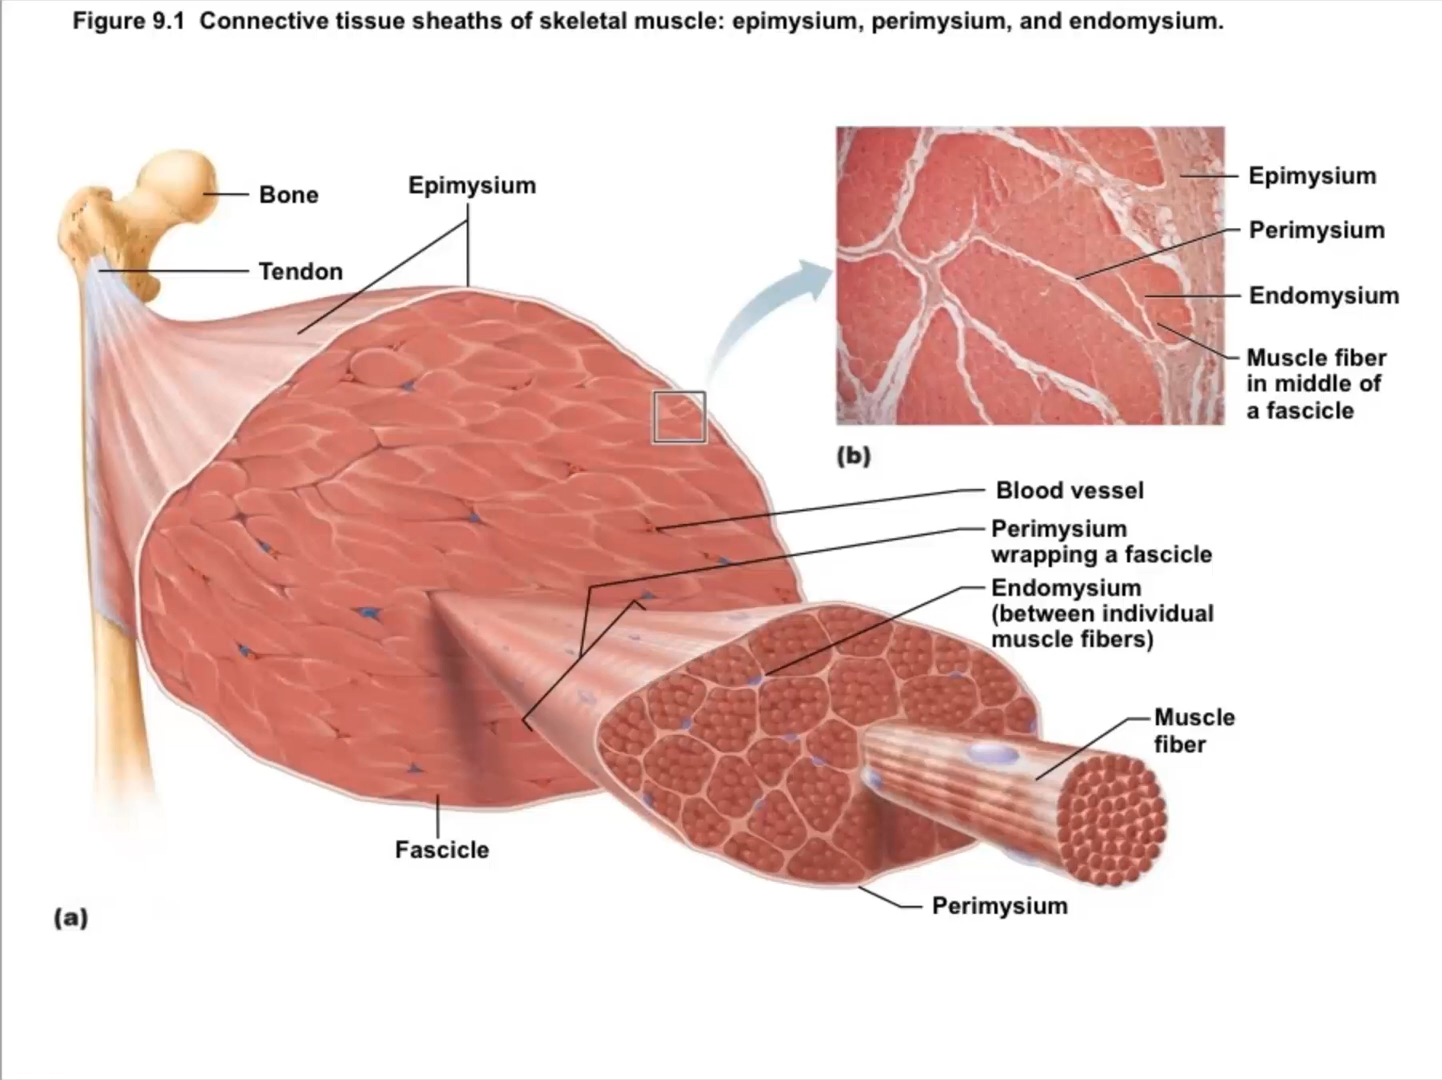 Figure 9.1 Connective tissue sheaths of skeletal muscle: epimysium, perimysium, and endomysium.
Bone
Tendon
Epimysium
Epimysium
Perimysium
Endomysium
Muscle fiber
in middle of
a fascicle
(b)
Blood vessel
Perimysium
wrapping a fascicle
Endomysium
(between individual
muscle fibers)
Muscle
fiber
Fascicle
Perimysium
(a)